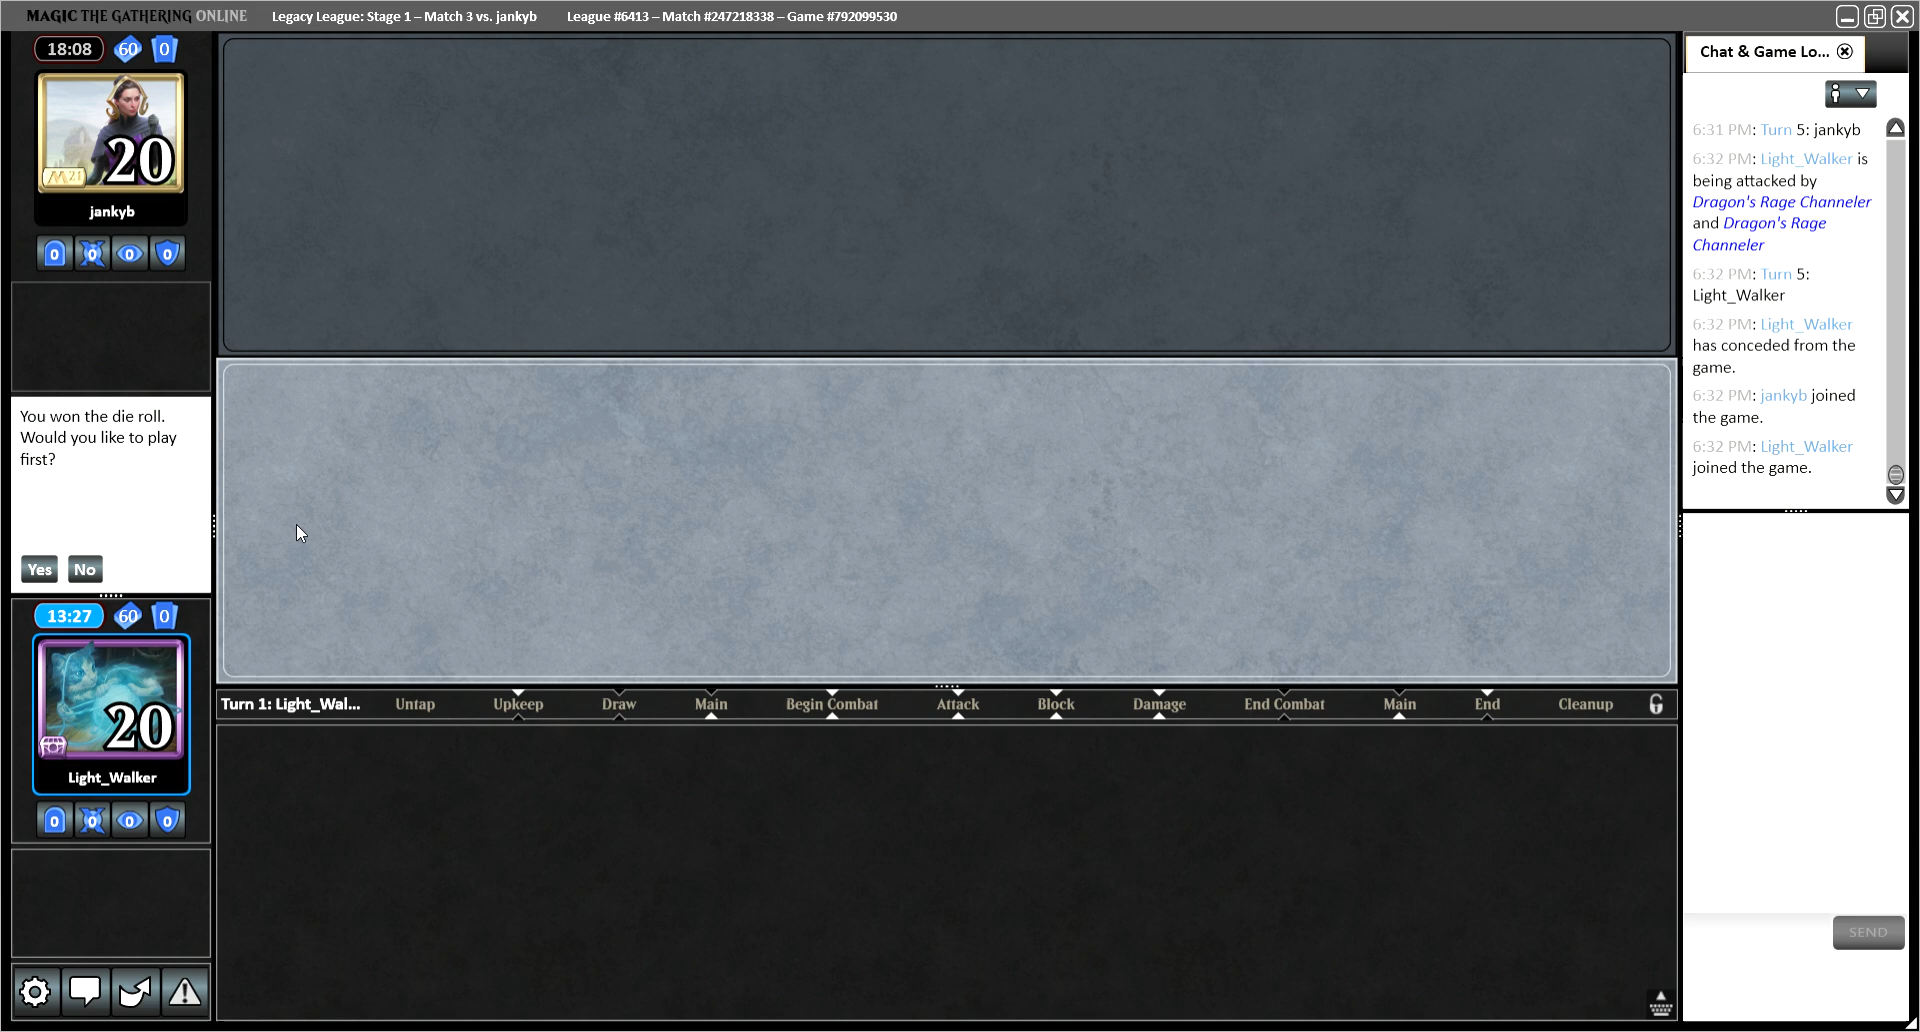 MAGIC THE GATHERING ONLINE
Legacy League: Stage 1 – Match 3 vs. jankyb
League #6413 – Match #247218338 – Game #792099530
18:08
60
0
M21
20
jankyb
0
0
0
0
You won the die roll.
Would you like to play
first?
Yes
No
13:27
60
0
20
Light_Walker
0
0
0
0
Turn 1: Light_Wal...
Untap
Upkeep
Draw
Main
Begin Combat
Attack
Block
Damage
End Combat
Main
End
Cleanup
Chat & Game Lo...
6:31 PM: Turn 5: jankyb
6:32 PM: Light_Walker is
being attacked by
Dragon's Rage Channeler
and Dragon's Rage
Channeler
6:32 PM: Turn 5:
Light_Walker
6:32 PM: Light_Walker
has conceded from the
game.
6:32 PM: jankyb joined
the game.
6:32 PM: Light_Walker
joined the game.
SEND